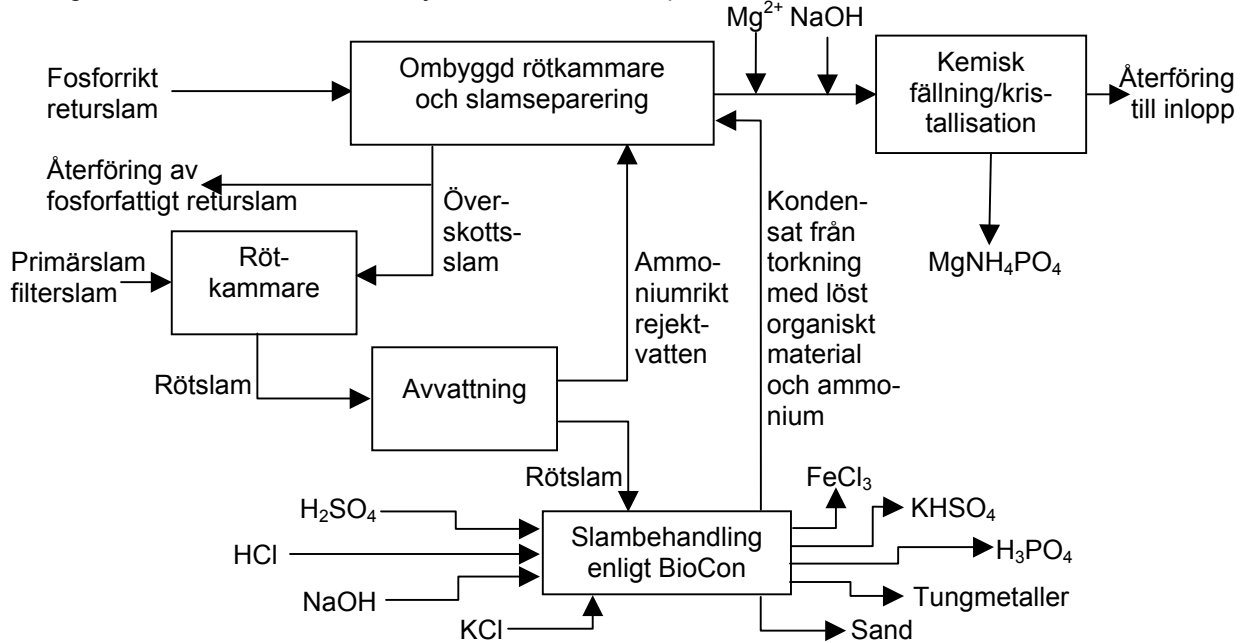 Mg²⁺ NaOH
Fosforrikt
returslam
Ombyggd rötkammare
och slamseparering
Kemisk
fällning/kris-
tallisation
Återföring
till inlopp
Återföring av
fosforfattigt returslam
Över-
skotts-
slam
Primärslam
filterslam
Röt-
kammare
Ammo-
niumrikt
rejekt-
vatten
Konden-
sat från
torkning
med löst
organiskt
material
och ammo-
nium
MgNH₄PO₄
Rötslam
Avvattning
Rötslam
H₂SO₄
HCl
NaOH
KCl
Slambehandling
enligt BioCon
FeCl₃
KHSO₄
H₃PO₄
Tungmetaller
Sand